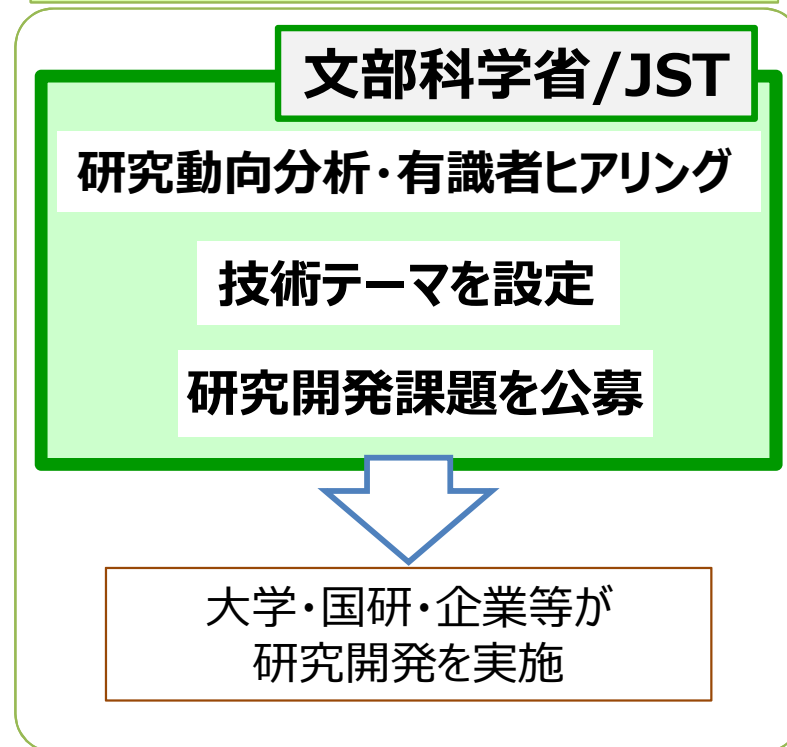 文部科学省/JST
研究動向分析・有識者ヒアリング
技術テーマを設定
研究開発課題を公募
大学・国研・企業等が
研究開発を実施